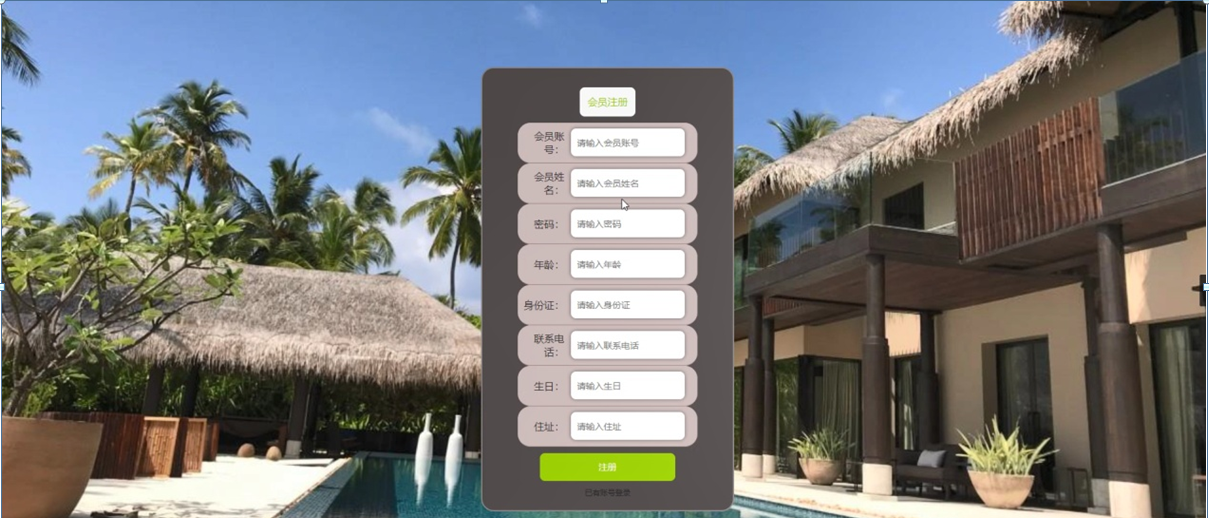 会员注册
会员账
号：
请输入会员账号
会员姓
名：
请输入会员姓名
密码：
请输入密码
年龄：
请输入年龄
身份证：
请输入身份证
联系电
话：
请输入联系电话
生日：
请输入生日
住址：
请输入住址
注册
已有账号登录